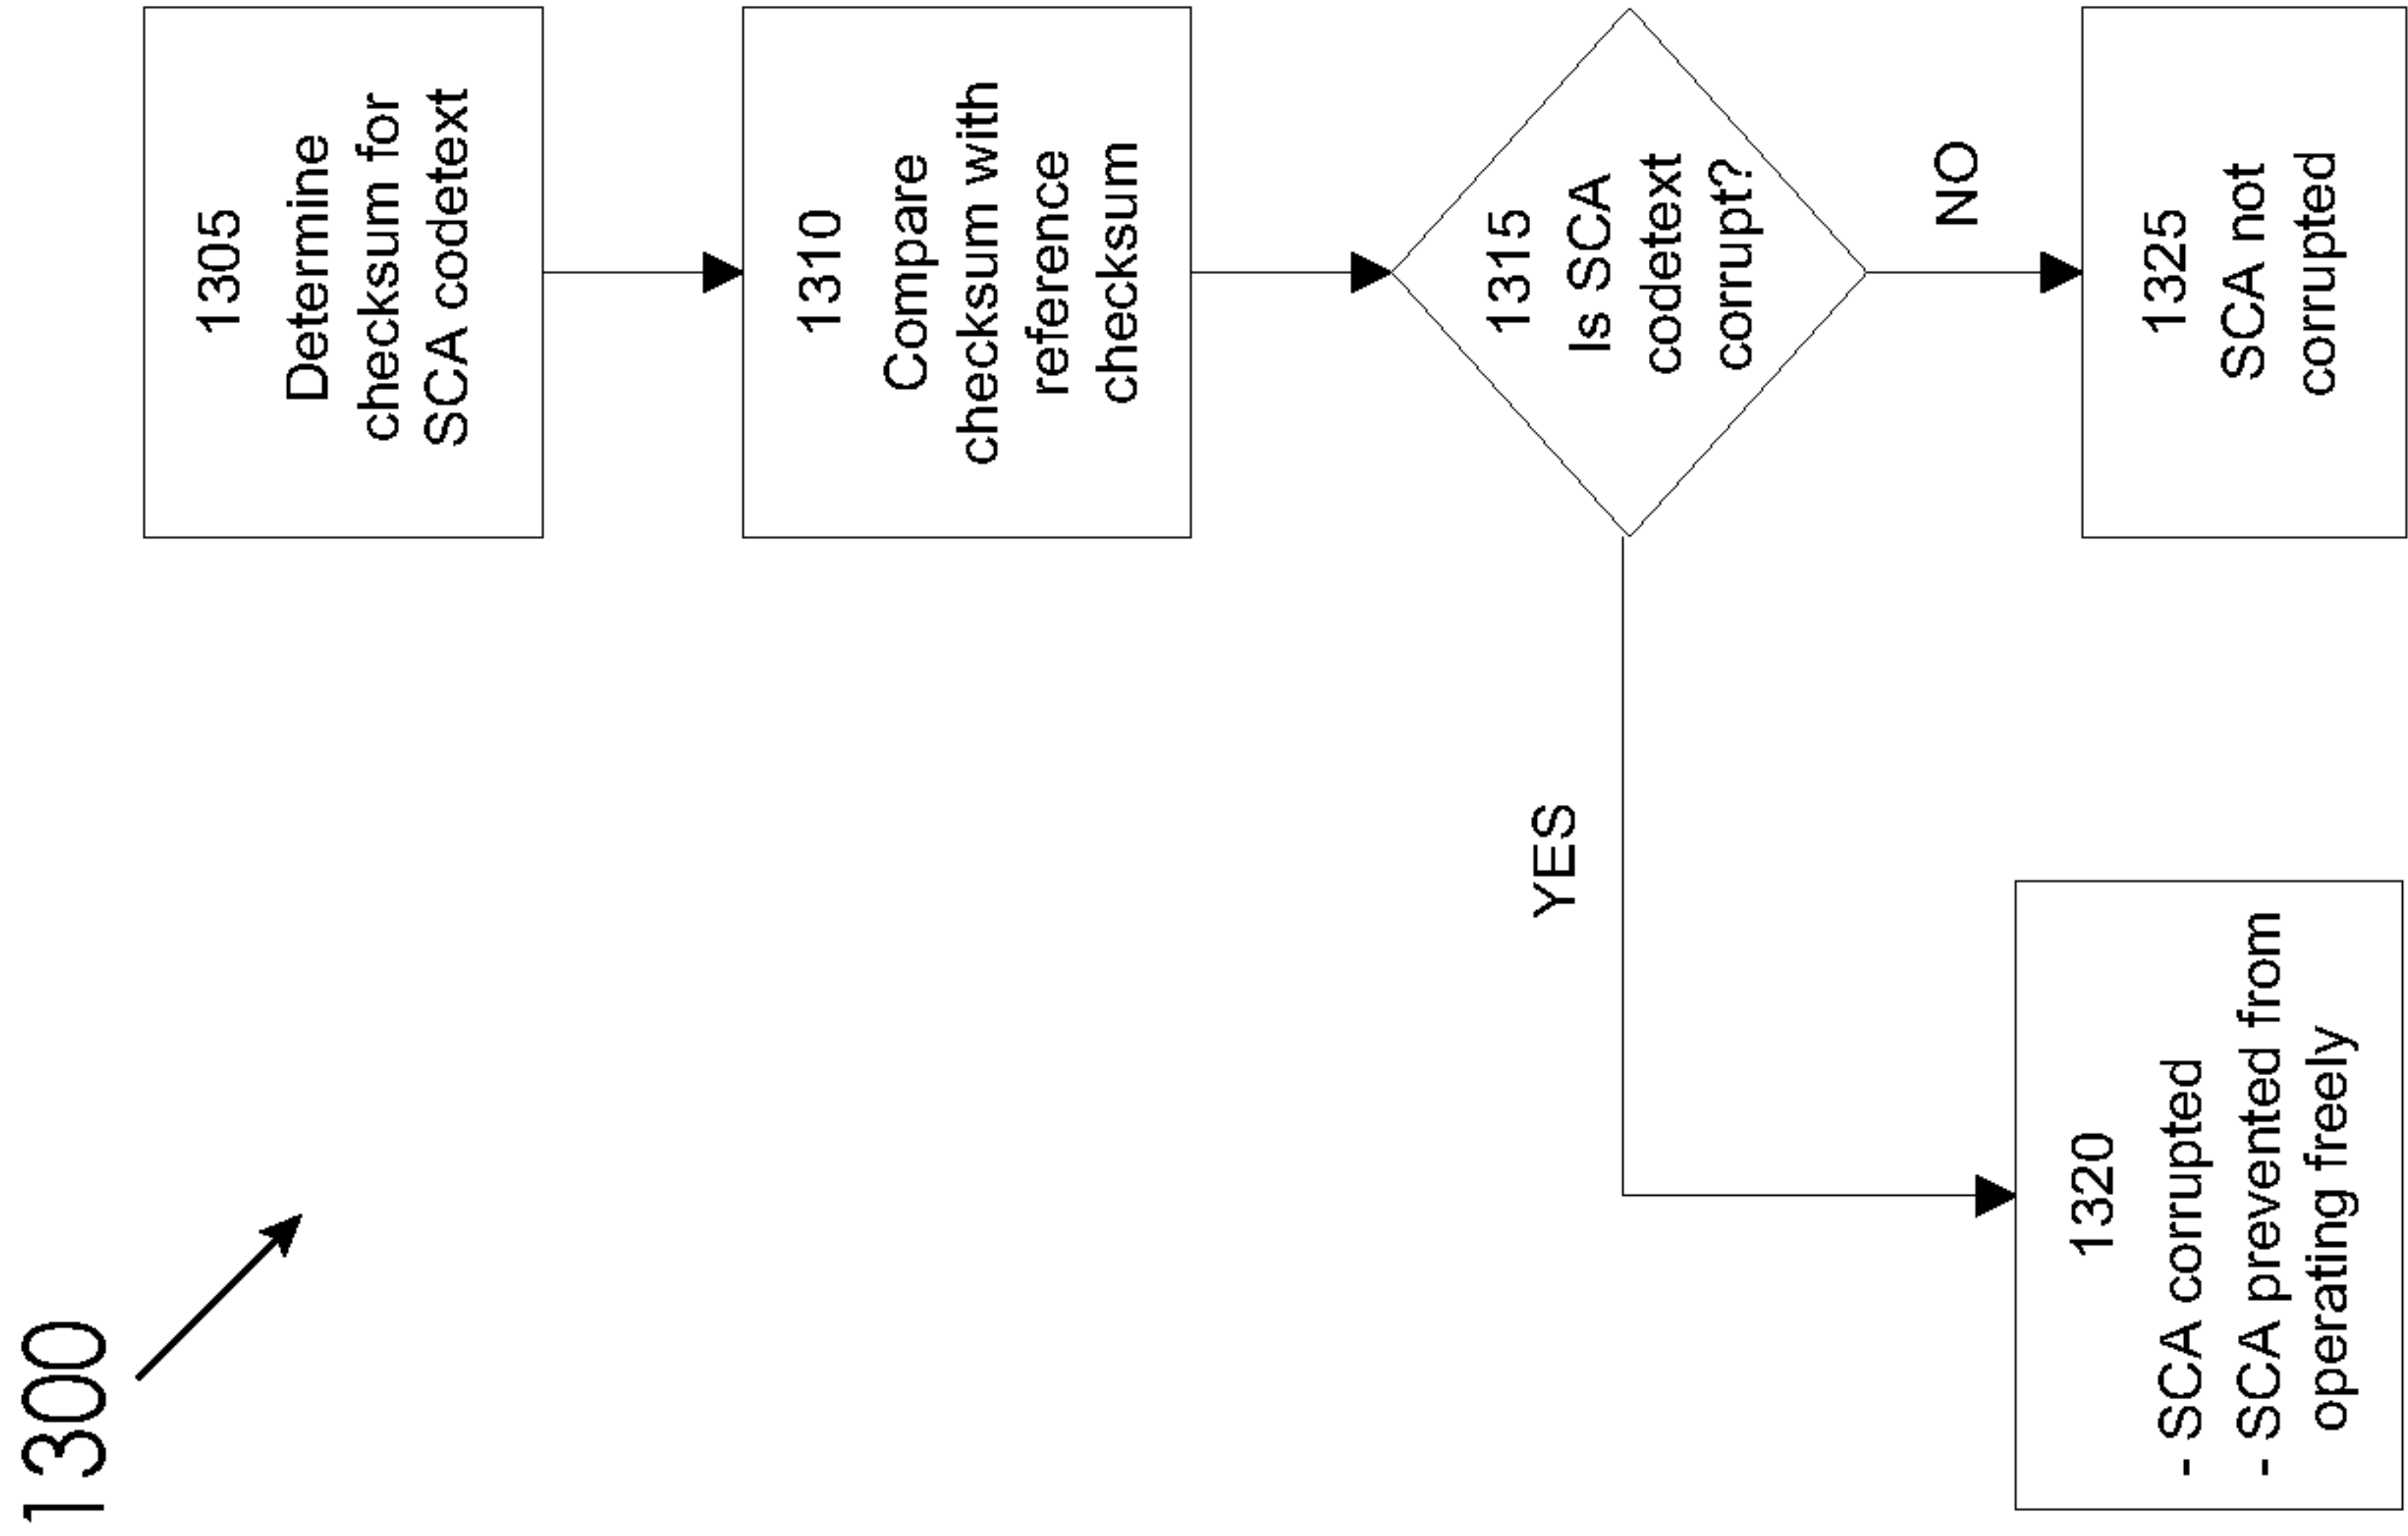 1300
1305
Determine
checksum for
SCA codetext
1310
Compare
checksum with
reference
checksum
1315
Is SCA
codetext
corrupt?
YES
NO
1320
- SCA corrupted
- SCA prevented from
operating freely
1325
SCA not
corrupted